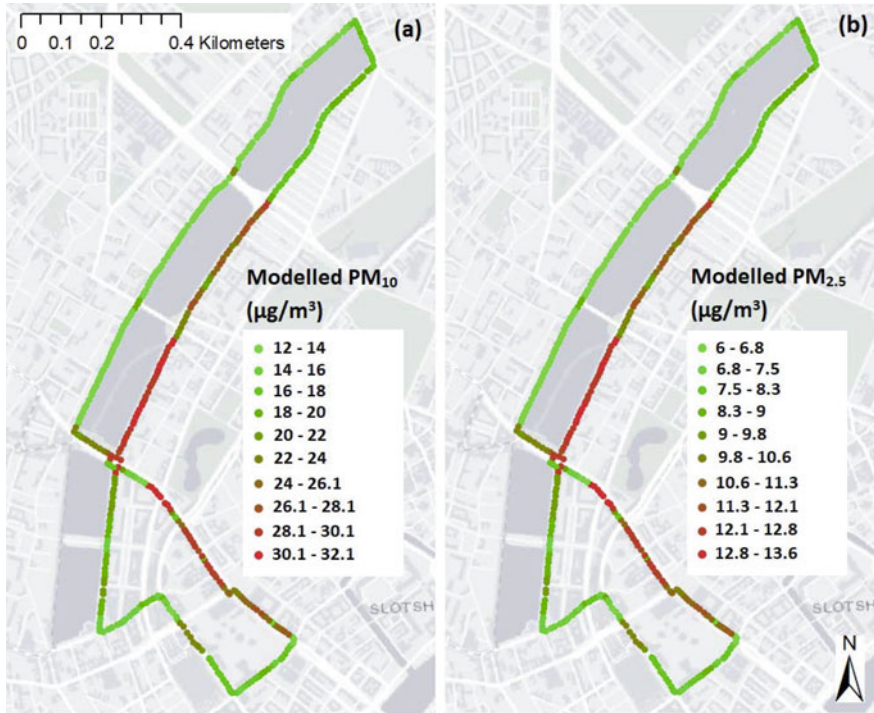 0 0.1 0.2 0.4 Kilometers
(a)
Modelled PM₁₀
(µg/m³)
12 - 14
14 - 16
16 - 18
18 - 20
20 - 22
22 - 24
24 - 26.1
26.1 - 28.1
28.1 - 30.1
30.1 - 32.1
SLOTSH
(b)
Modelled PM₂.₅
(µg/m³)
6 - 6.8
6.8 - 7.5
7.5 - 8.3
8.3 - 9
9 - 9.8
9.8 - 10.6
10.6 - 11.3
11.3 - 12.1
12.1 - 12.8
12.8 - 13.6
SLOTSH
N